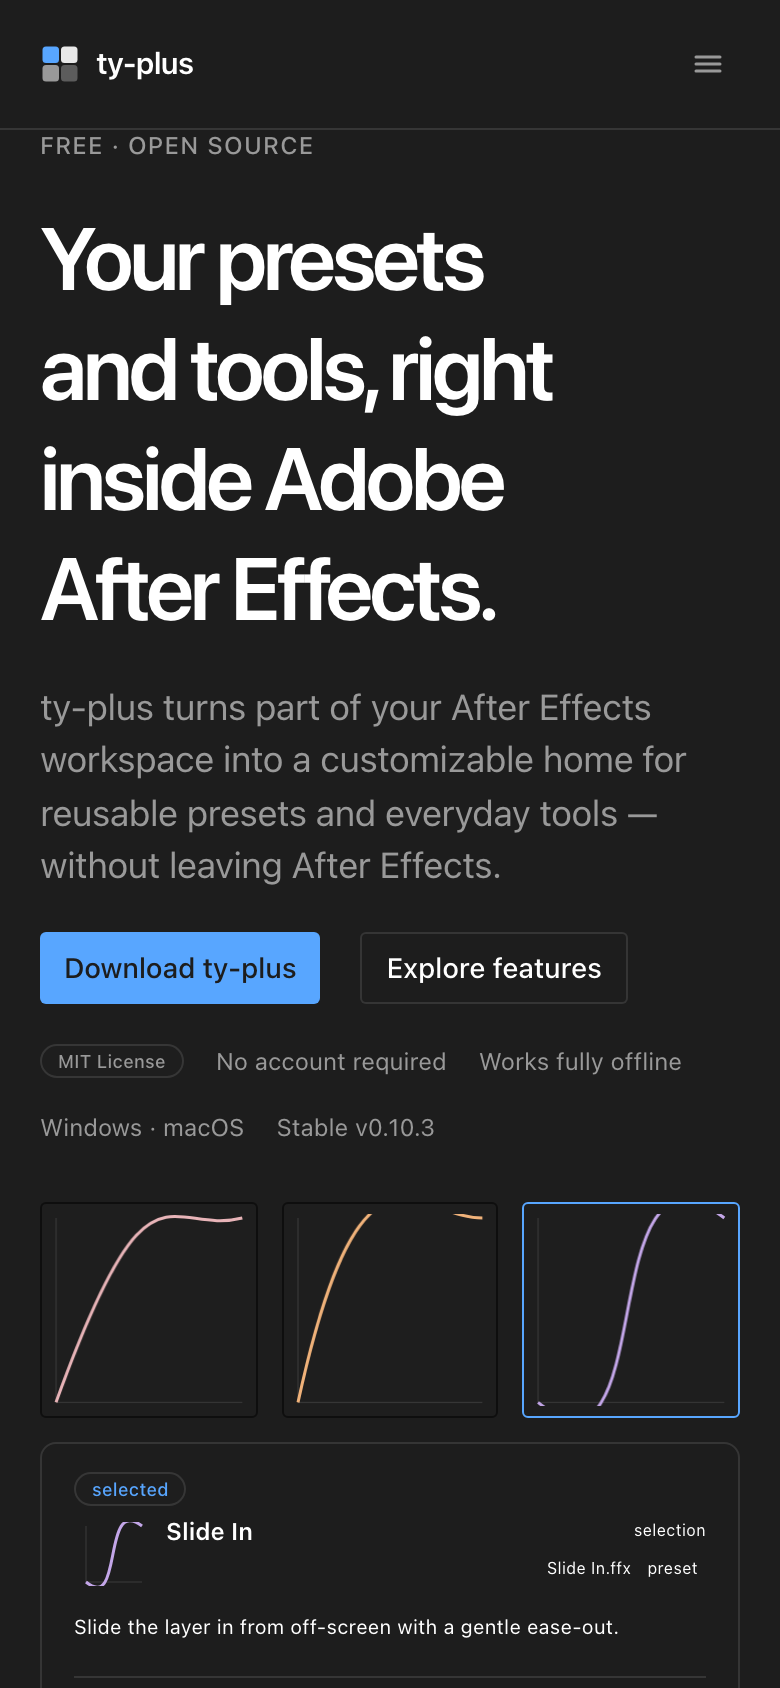 ty-plus
FREE · OPEN SOURCE
Your presets
and tools, right
inside Adobe
After Effects.
ty-plus turns part of your After Effects
workspace into a customizable home for
reusable presets and everyday tools —
without leaving After Effects.
Download ty-plus
Explore features
MIT License
No account required
Works fully offline
Windows · macOS
Stable v0.10.3
selected
Slide In
selection
Slide In.ffx
preset
Slide the layer in from off-screen with a gentle ease-out.